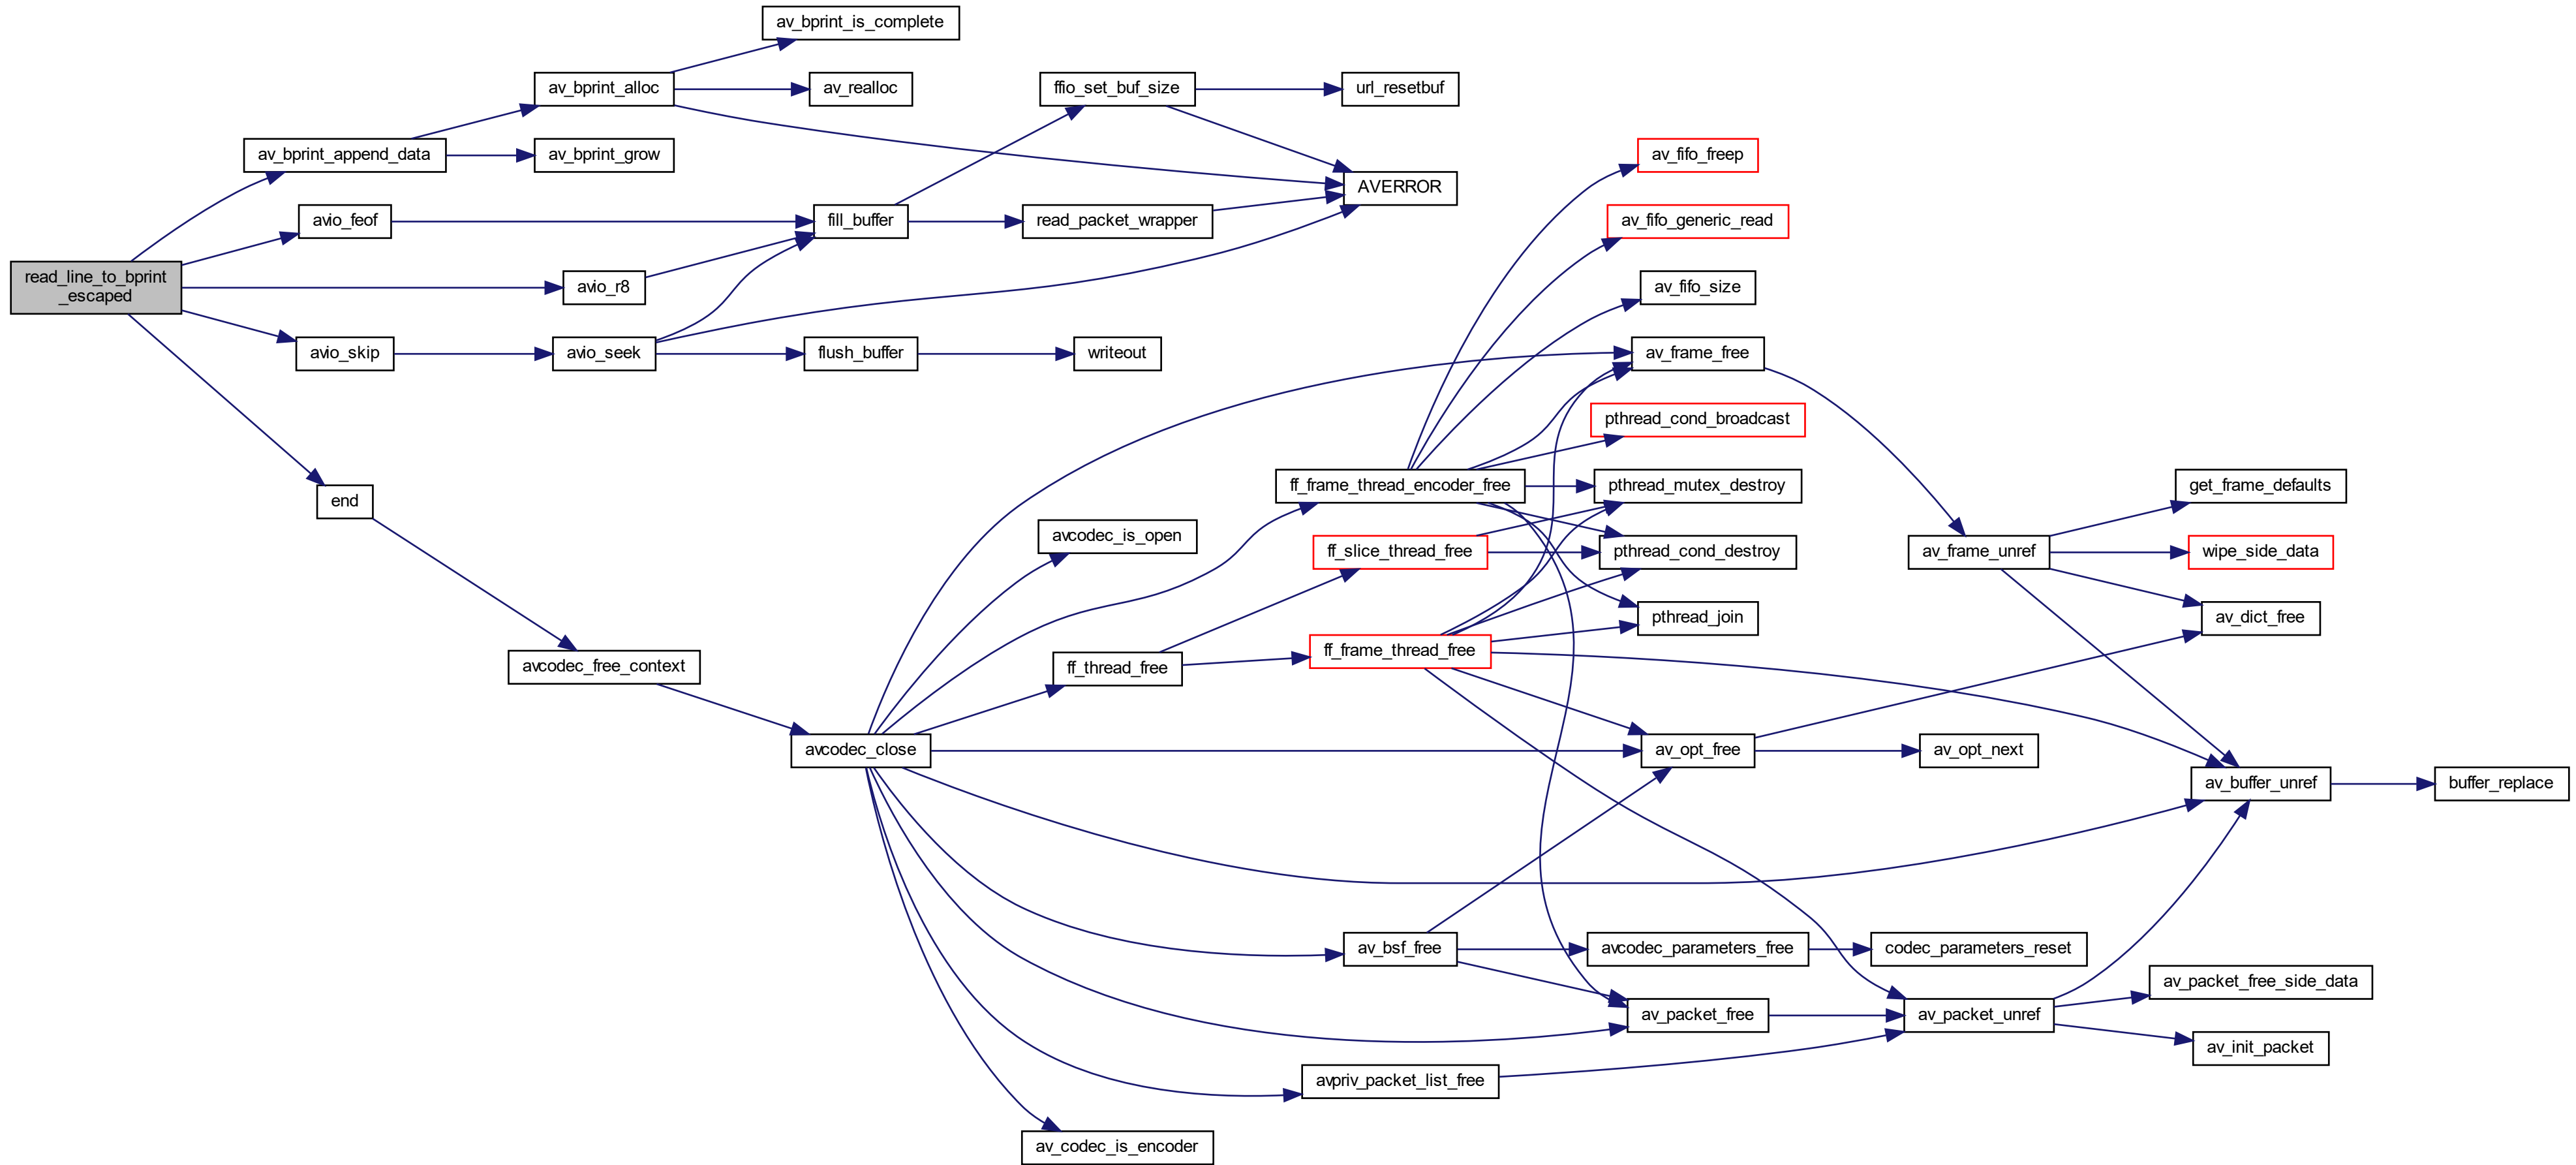 av_bprint_is_complete
av_bprint_alloc
av_realloc
ffio_set_buf_size
url_resetbuf
av_bprint_append_data
av_bprint_grow
av_fifo_freep
AVERROR
avio_feof
fill_buffer
read_packet_wrapper
av_fifo_generic_read
read_line_to_bprint
_escaped
avio_r8
av_fifo_size
avio_skip
avio_seek
flush_buffer
writeout
av_frame_free
pthread_cond_broadcast
end
ff_frame_thread_encoder_free
pthread_mutex_destroy
get_frame_defaults
avcodec_is_open
ff_slice_thread_free
pthread_cond_destroy
av_frame_unref
wipe_side_data
pthread_join
av_dict_free
avcodec_free_context
ff_thread_free
ff_frame_thread_free
avcodec_close
av_opt_free
av_opt_next
av_buffer_unref
buffer_replace
av_bsf_free
avcodec_parameters_free
codec_parameters_reset
av_packet_free_side_data
av_packet_free
av_packet_unref
av_init_packet
avpriv_packet_list_free
av_codec_is_encoder